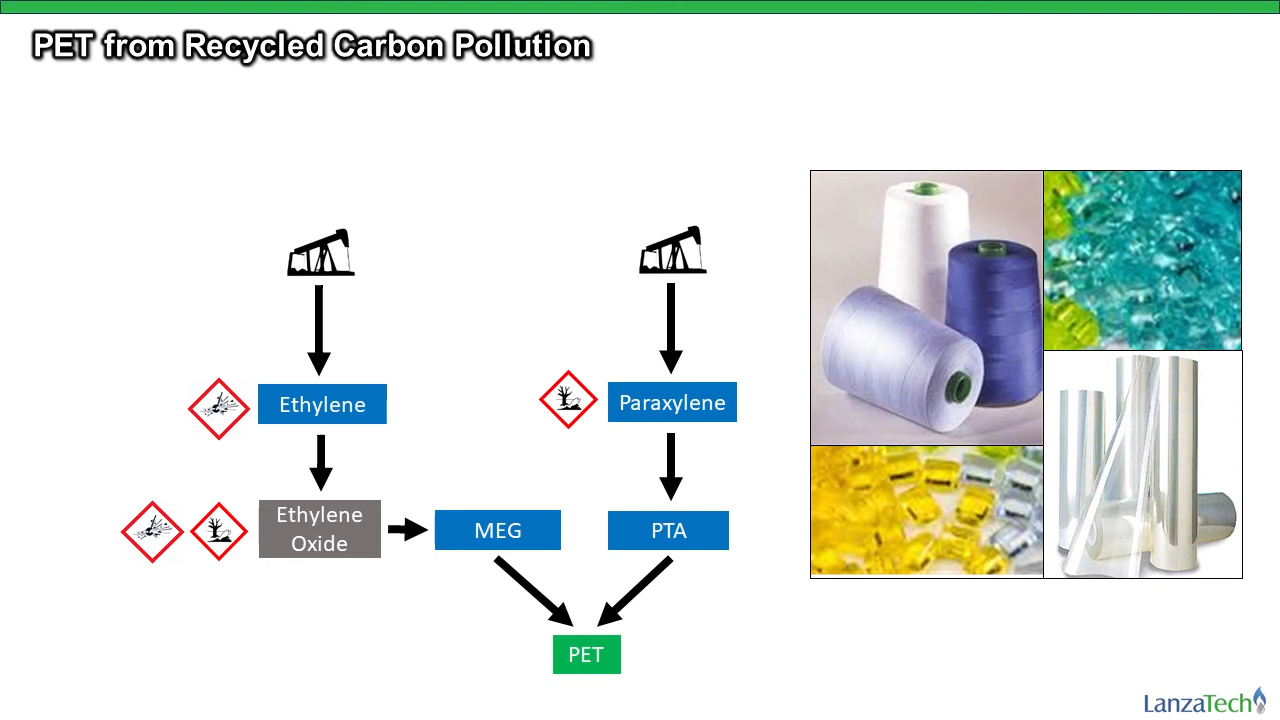 PET from Recycled Carbon Pollution
Ethylene
Paraxylene
Ethylene
Oxide
MEG
PTA
PET
LanzaTech